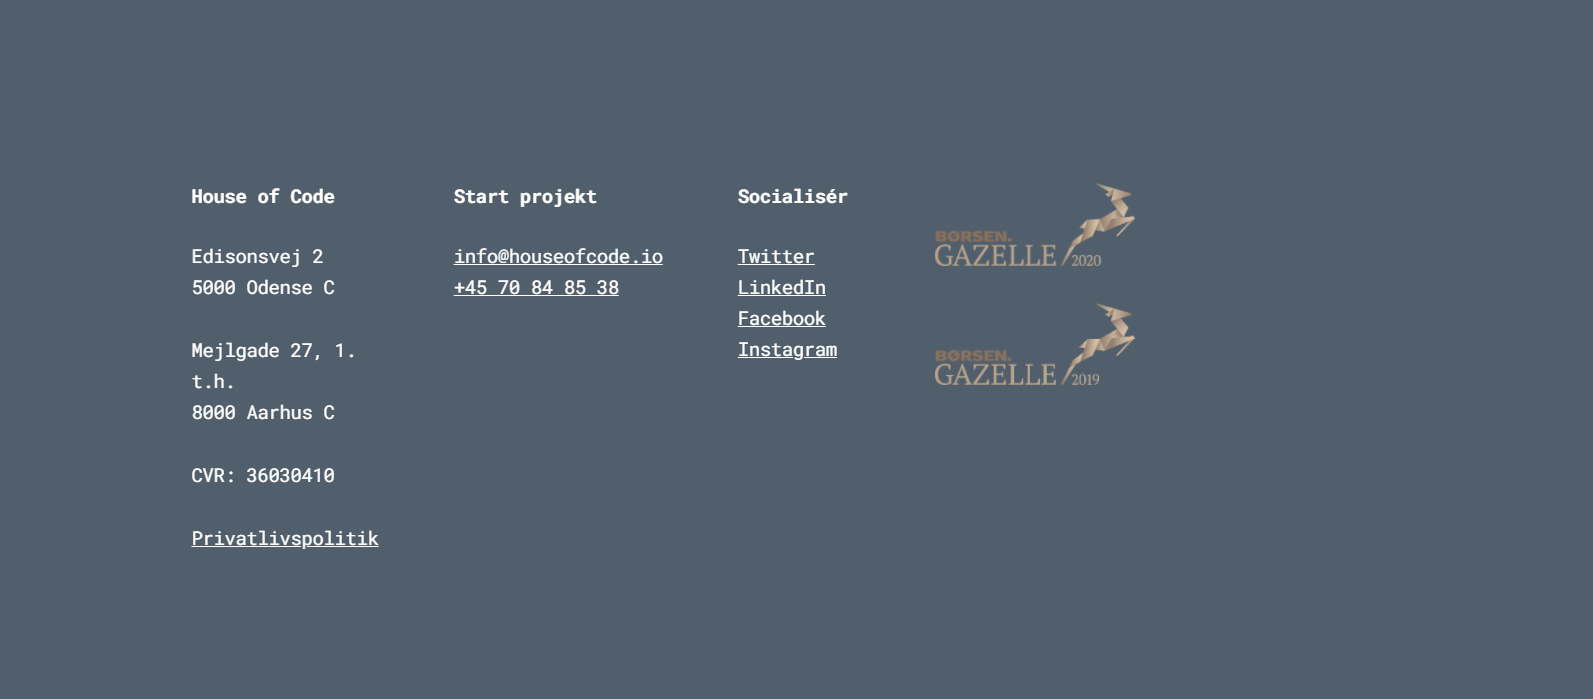 House of Code
Edisonsvej 2
5000 Odense C
Mejlgade 27, 1.
t.h.
8000 Aarhus C
CVR: 36030410
Privatlivspolitik
Start projekt
info@houseofcode.io
+45 70 84 85 38
Socialisér
Twitter
LinkedIn
Facebook
Instagram
BØRSEN.
GAZELLE 2020
BØRSEN.
GAZELLE 2019